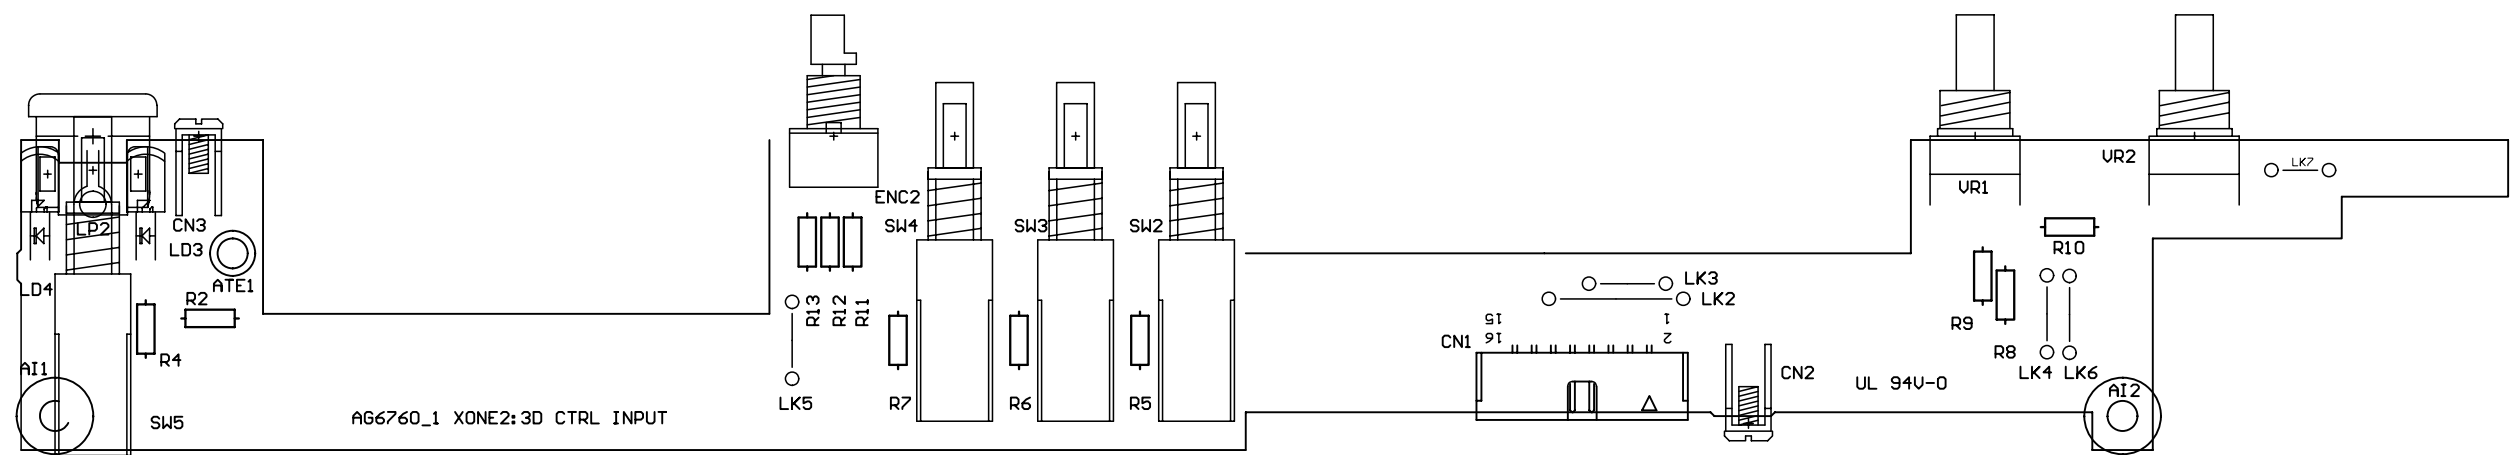 LK7
VR2
VR1
ENC2
CN3
SW4
SW3
SW2
LP2
LD3
R10
LK3
ATE1
LD4
R2
LK2
R13
R12
R11
15
1
R9
16
2
CN1
R4
R8
AI1
LK4
LK6
CN2
UL 94V-0
AI2
LK5
R7
R6
R5
SW5
AG6760_1 XONE2:3D CTRL INPUT